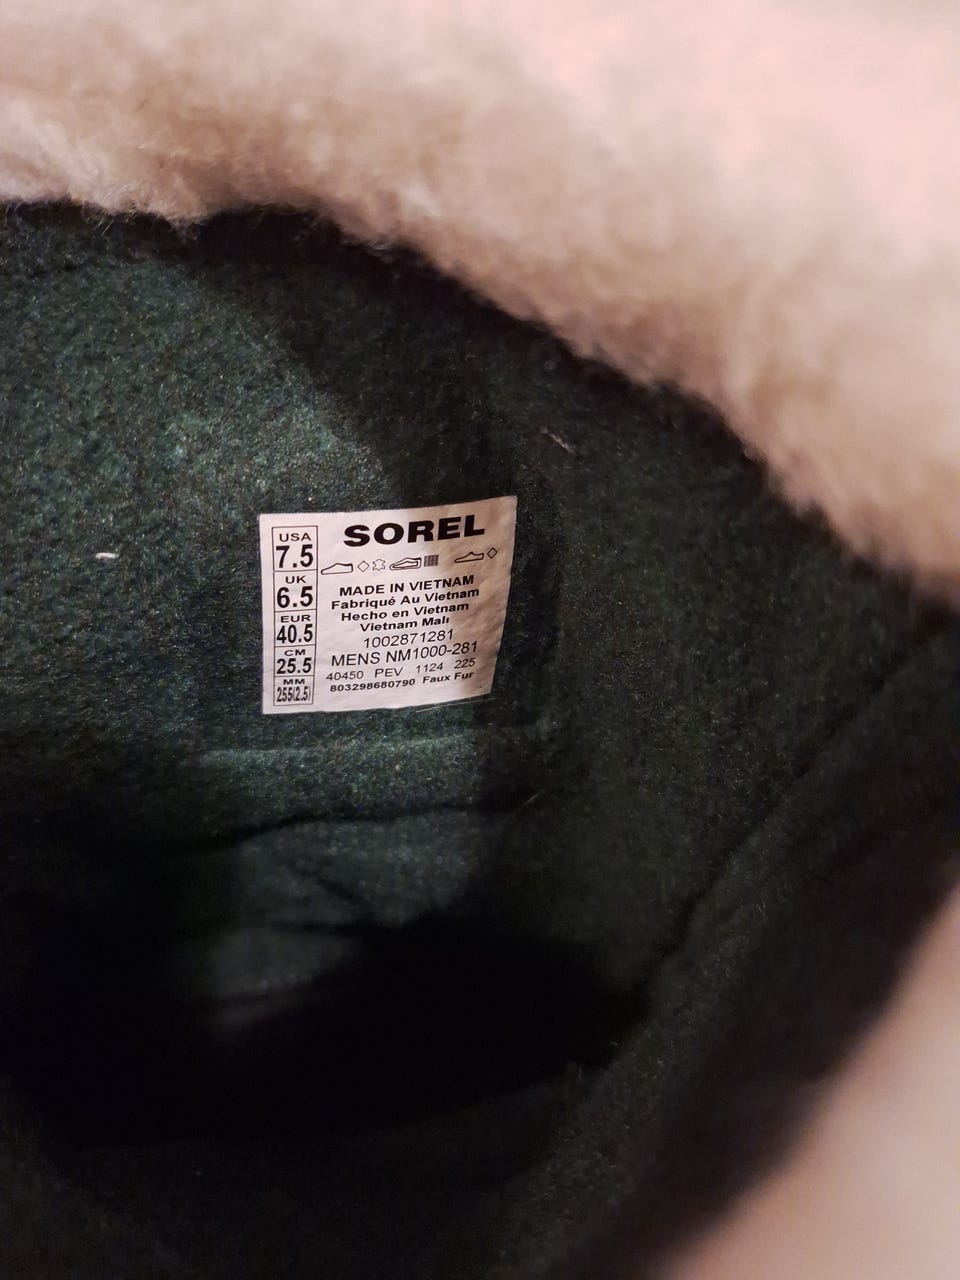 USA
7.5
UK
6.5
EUR
40.5
CM
25.5
MM
255(2.5)
SOREL
MADE IN VIETNAM
Fabriqué Au Vietnam
Hecho en Vietnam
Vietnam Malı
1002871281
MENS NM1000-281
40450 PEV 1124 225
803298680790 Faux Fur